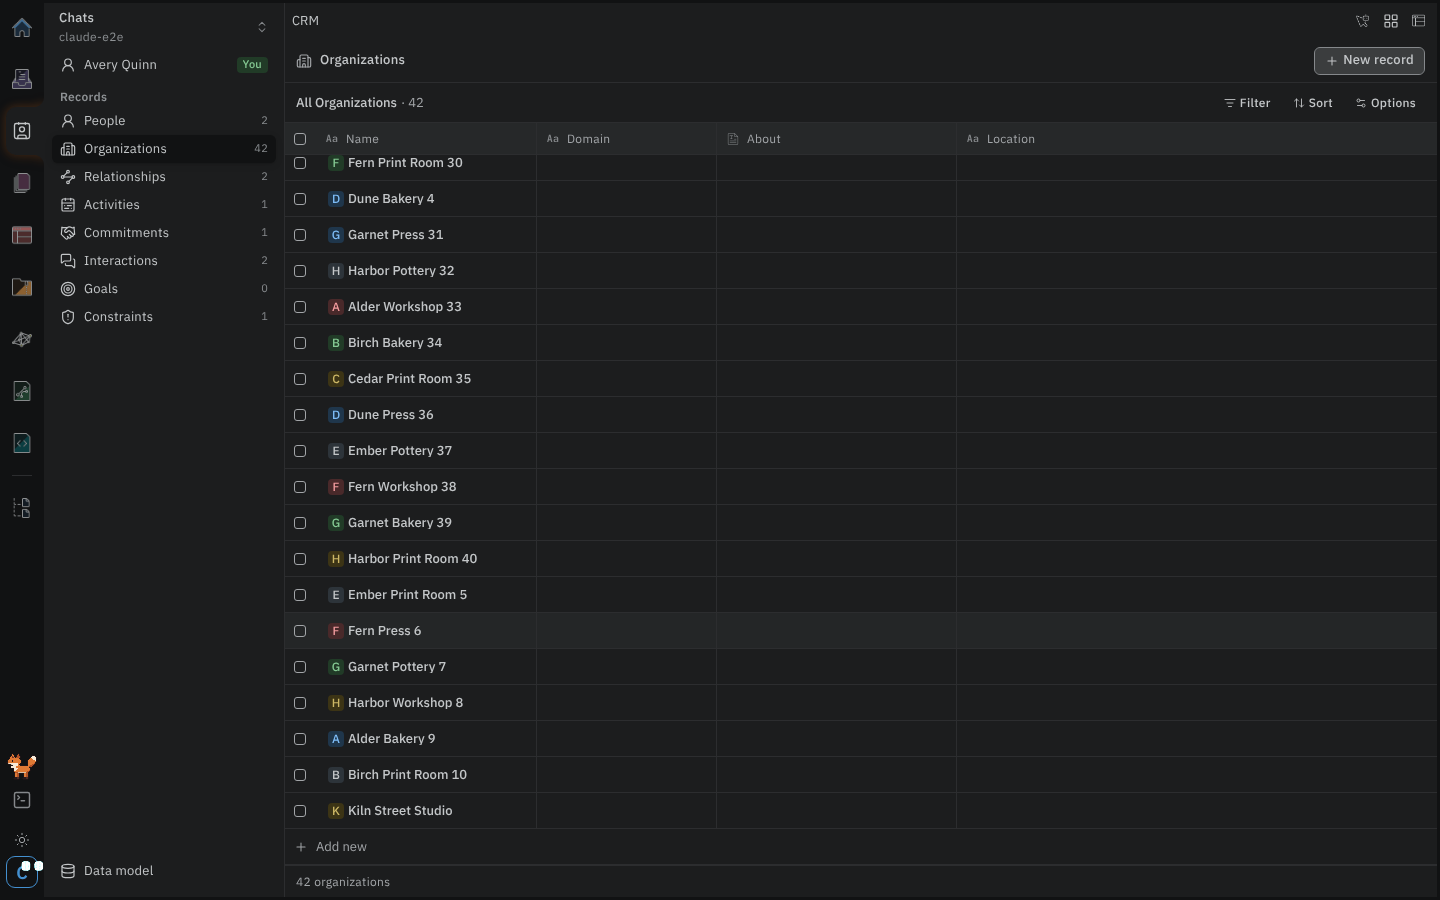 Chats
claude-e2e
Avery Quinn You
Records
People 2
Organizations 42
Relationships 2
Activities 1
Commitments 1
Interactions 2
Goals 0
Constraints 1
Data model
C
CRM
Organizations
New record
All Organizations · 42
Filter Sort Options
Aa Name Aa Domain About Aa Location
F Fern Print Room 30
D Dune Bakery 4
G Garnet Press 31
H Harbor Pottery 32
A Alder Workshop 33
B Birch Bakery 34
C Cedar Print Room 35
D Dune Press 36
E Ember Pottery 37
F Fern Workshop 38
G Garnet Bakery 39
H Harbor Print Room 40
E Ember Print Room 5
F Fern Press 6
G Garnet Pottery 7
H Harbor Workshop 8
A Alder Bakery 9
B Birch Print Room 10
K Kiln Street Studio
Add new
42 organizations